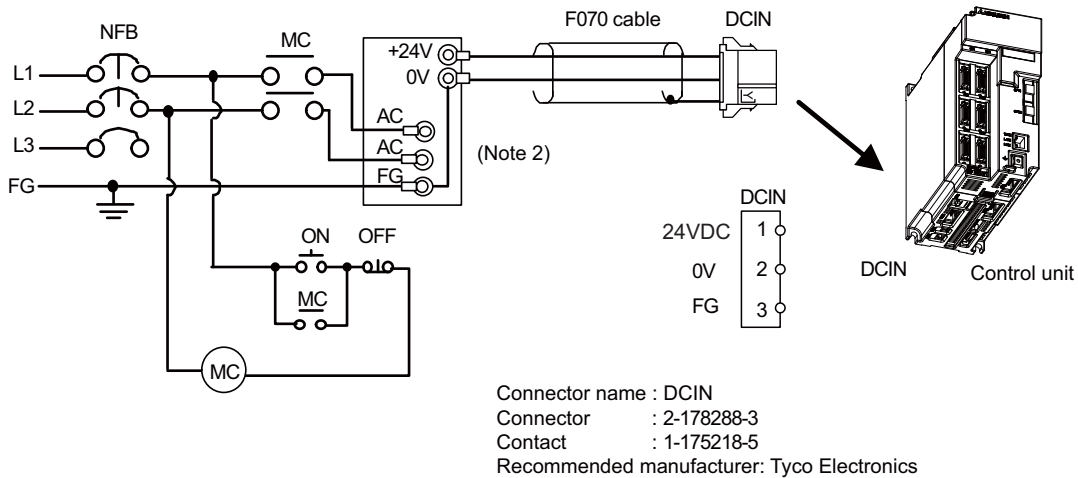 F070 cable
DCIN
NFB
MC
+24V
0V
L1
L2
L3
FG
AC
AC
FG
(Note 2)
ON
OFF
MC
MC
DCIN
24VDC 1
0V 2
FG 3
DCIN
Control unit
Connector name : DCIN
Connector : 2-178288-3
Contact : 1-175218-5
Recommended manufacturer: Tyco Electronics